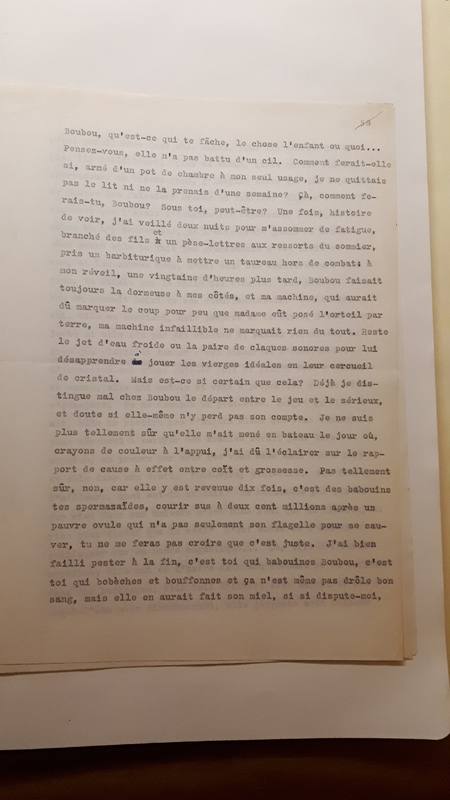 58
Boubou, qu'est-ce qui te fâche, le chose l'enfant ou quoi...
Pensez-vous, elle n'a pas battu d'un cil. Comment ferait-elle
si, armé d'un pot de chambre à mon seul usage, je ne quittais
pas le lit ni ne la prenais d'une semaine? Çà, comment fe-
rais-tu, Boubou? Sous toi, peut-être? Une fois, histoire
de voir, j'ai veillé deux nuits pour m'assommer de fatigue,
et
branché des fils à un pèse-lettres aux ressorts du sommier,
pris un barbiturique à mettre un taureau hors de combat: à
mon réveil, une vingtaine d'heures plus tard, Boubou faisait
toujours la dormeuse à mes côtés, et ma machine, qui aurait
dû marquer le coup pour peu que madame eût posé l'orteil par
terre, ma machine infaillible ne marquait rien du tout. Reste
le jet d'eau froide ou la paire de claques sonores pour lui
désapprendre à jouer les vierges idéales en leur cercueil
de cristal. Mais est-ce si certain que cela? Déjà je dis-
tingue mal chez Boubou le départ entre le jeu et le sérieux,
et doute si elle-même n'y perd pas son compte. Je ne suis
plus tellement sûr qu'elle m'ait mené en bateau le jour où,
crayons de couleur à l'appui, j'ai dû l'éclairer sur le rap-
port de cause à effet entre coït et grossesse. Pas tellement
sûr, non, car elle y est revenue dix fois, c'est des babouins
tes spermasaïdes, courir sus à deux cent millions après un
pauvre ovule qui n'a pas seulement son flagelle pour se sau-
ver, tu ne me feras pas croire que c'est juste. J'ai bien
failli pester à la fin, c'est toi qui babouines Boubou, c'est
toi qui bobèches et bouffonnes et ça n'est même pas drôle bon
sang, mais elle en aurait fait son miel, si si dispute-moi,